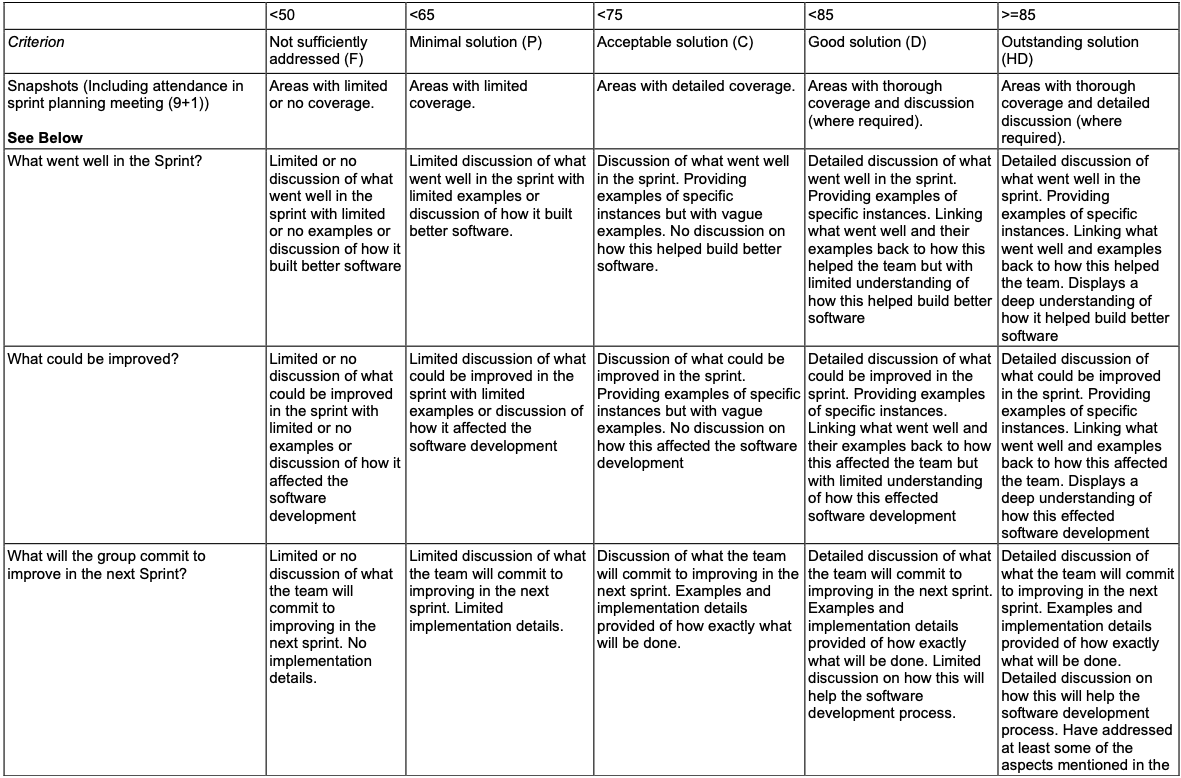 <50
<65
<75
<85
>=85
Criterion
Not sufficiently
addressed (F)
Minimal solution (P)
Acceptable solution (C)
Good solution (D)
Outstanding solution
(HD)
Snapshots (Including attendance in
sprint planning meeting (9+1))
See Below
Areas with limited
or no coverage.
Areas with limited
coverage.
Areas with detailed coverage.
Areas with thorough
coverage and discussion
(where required).
Areas with thorough
coverage and detailed
discussion (where
required).
What went well in the Sprint?
Limited or no
discussion of what
went well in the
sprint with limited
or no examples or
discussion of how it
built better software
Limited discussion of what
went well in the sprint with
limited examples or
discussion of how it built
better software.
Discussion of what went well
in the sprint. Providing
examples of specific
instances but with vague
examples. No discussion on
how this helped build better
software.
Detailed discussion of what
went well in the sprint.
Providing examples of
specific instances. Linking
what went well and their
examples back to how this
helped the team but with
limited understanding of
how this helped build better
software
Detailed discussion of
what went well in the
sprint. Providing
examples of specific
instances. Linking what
went well and examples
back to how this helped
the team. Displays a
deep understanding of
how it helped build better
software
What could be improved?
Limited or no
discussion of what
could be improved
in the sprint with
limited or no
examples or
discussion of how it
affected the
software
development
Limited discussion of what
could be improved in the
sprint with limited
examples or discussion of
how it affected the
software development
Discussion of what could be
improved in the sprint.
Providing examples of specific
instances but with vague
examples. No discussion on
how this affected the software
development
Detailed discussion of what
could be improved in the
sprint. Providing examples
of specific instances.
Linking what went well and
their examples back to how
this affected the team but
with limited understanding
of how this effected
software development
Detailed discussion of
what could be improved
in the sprint. Providing
examples of specific
instances. Linking what
went well and examples
back to how this affected
the team. Displays a
deep understanding of
how this effected
software development
What will the group commit to
improve in the next Sprint?
Limited or no
discussion of what
the team will
commit to
improving in the
next sprint. No
implementation
details.
Limited discussion of what
the team will commit to
improving in the next
sprint. Limited
implementation details.
Discussion of what the team
will commit to improving in the
next sprint. Examples and
implementation details
provided of how exactly what
will be done.
Detailed discussion of what
the team will commit to
improving in the next sprint.
Examples and
implementation details
provided of how exactly
what will be done. Limited
discussion on how this will
help the software
development process.
Detailed discussion of
what the team will commit
to improving in the next
sprint. Examples and
implementation details
provided of how exactly
what will be done.
Detailed discussion on
how this will help the
software development
process. Have addressed
at least some of the
aspects mentioned in the